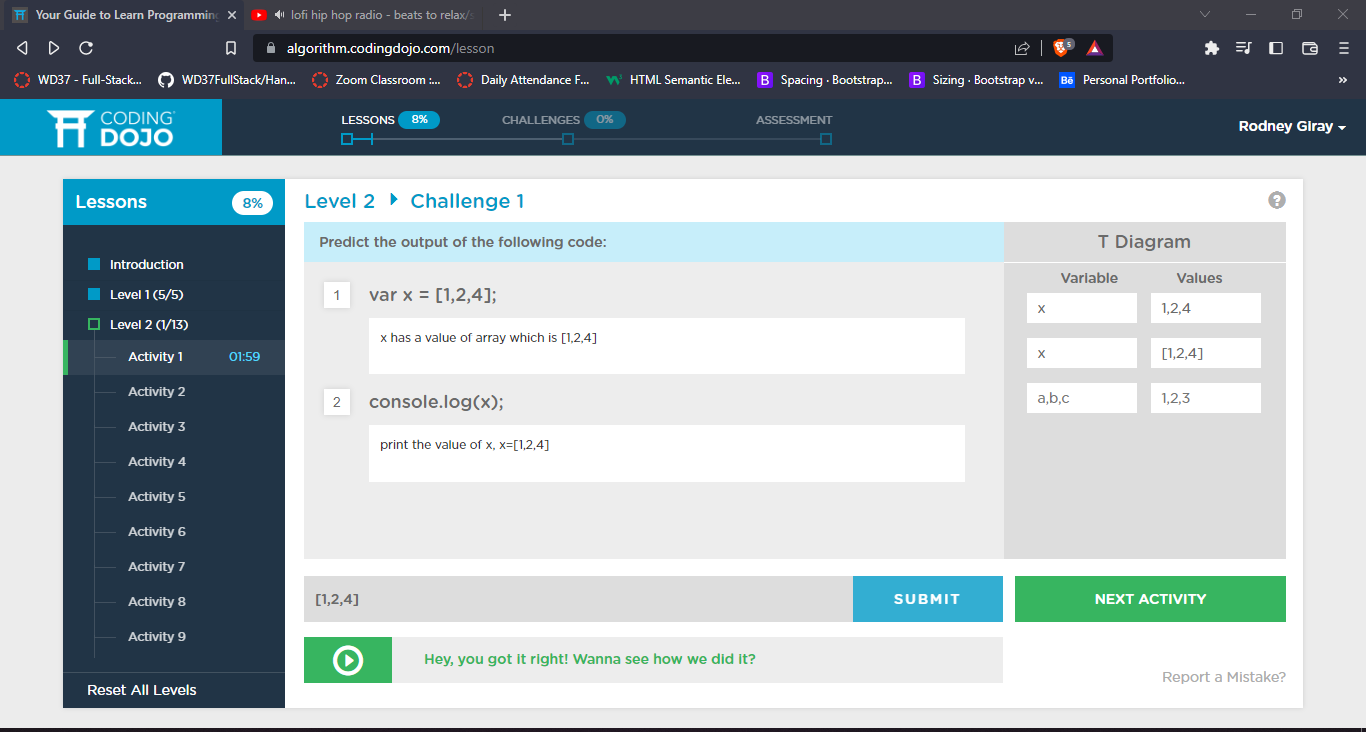 Your Guide to Learn Programming
lofi hip hop radio - beats to relax/s
algorithm.codingdojo.com/lesson
5
WD37 - Full-Stack...
WD37FullStack/Han...
Zoom Classroom :...
Daily Attendance F...
HTML Semantic Ele...
B
Spacing · Bootstrap...
B
Sizing · Bootstrap v...
Bē
Personal Portfolio...
»
CODING
DOJO
LESSONS 8%
CHALLENGES 0%
ASSESSMENT
Rodney Giray
Lessons 8%
Introduction
Level 1 (5/5)
Level 2 (1/13)
Activity 1 01:59
Activity 2
Activity 3
Activity 4
Activity 5
Activity 6
Activity 7
Activity 8
Activity 9
Reset All Levels
Level 2 Challenge 1
?
Predict the output of the following code:
1 var x = [1,2,4];
x has a value of array which is [1,2,4]
2 console.log(x);
print the value of x, x=[1,2,4]
T Diagram
Variable Values
x 1,2,4
x [1,2,4]
a,b,c 1,2,3
[1,2,4]
SUBMIT
NEXT ACTIVITY
Hey, you got it right! Wanna see how we did it?
Report a Mistake?